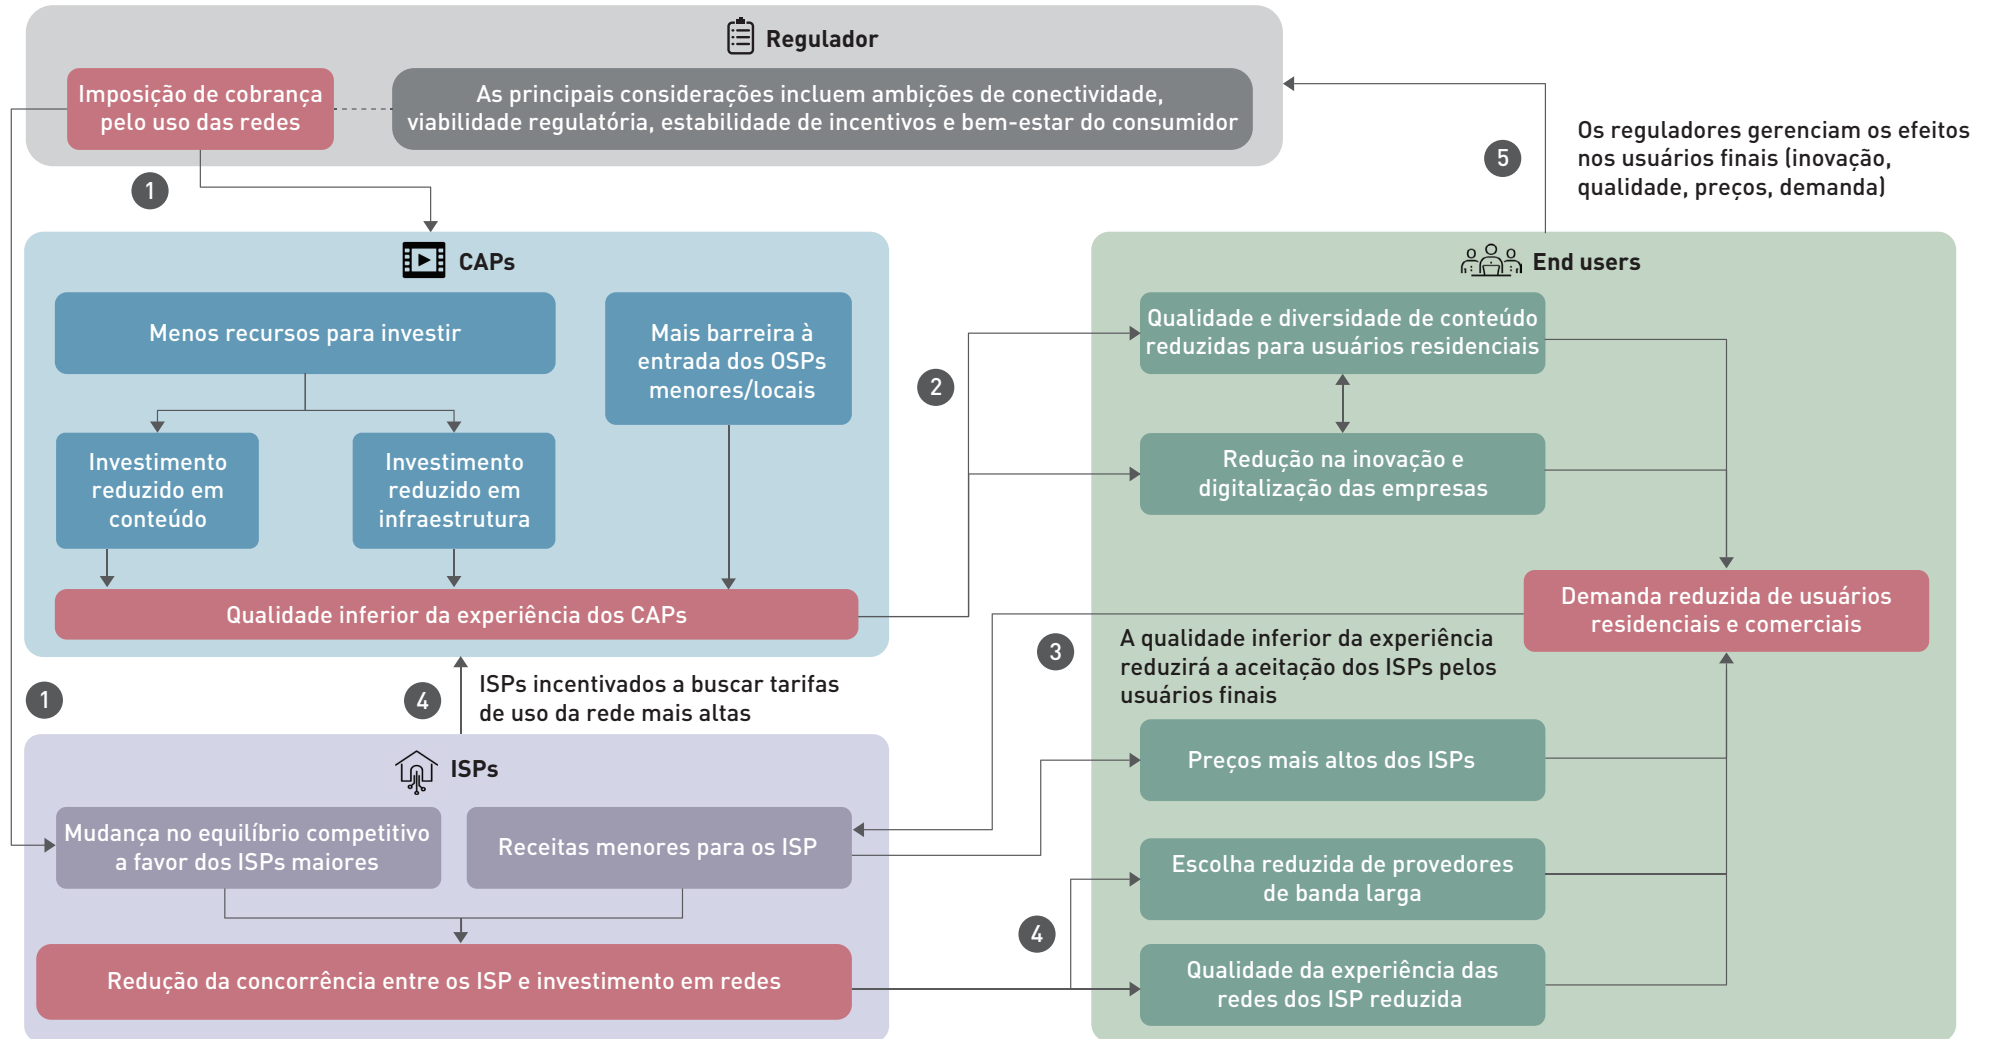 Regulador
Imposição de cobrança
pelo uso das redes
As principais considerações incluem ambições de conectividade,
viabilidade regulatória, estabilidade de incentivos e bem-estar do consumidor
1
5
Os reguladores gerenciam os efeitos
nos usuários finais (inovação,
qualidade, preços, demanda)
CAPs
Menos recursos para investir
Mais barreira à
entrada dos OSPs
menores/locais
Investimento
reduzido em
conteúdo
Investimento
reduzido em
infraestrutura
Qualidade inferior da experiência dos CAPs
2
End users
Qualidade e diversidade de conteúdo
reduzidas para usuários residenciais
Redução na inovação e
digitalização das empresas
Demanda reduzida de usuários
residenciais e comerciais
3
A qualidade inferior da experiência
reduzirá a aceitação dos ISPs pelos
usuários finais
1
4
ISPs incentivados a buscar tarifas
de uso da rede mais altas
ISPs
Mudança no equilíbrio competitivo
a favor dos ISPs maiores
Receitas menores para os ISP
Redução da concorrência entre os ISP e investimento em redes
4
Preços mais altos dos ISPs
Escolha reduzida de provedores
de banda larga
Qualidade da experiência das
redes dos ISP reduzida